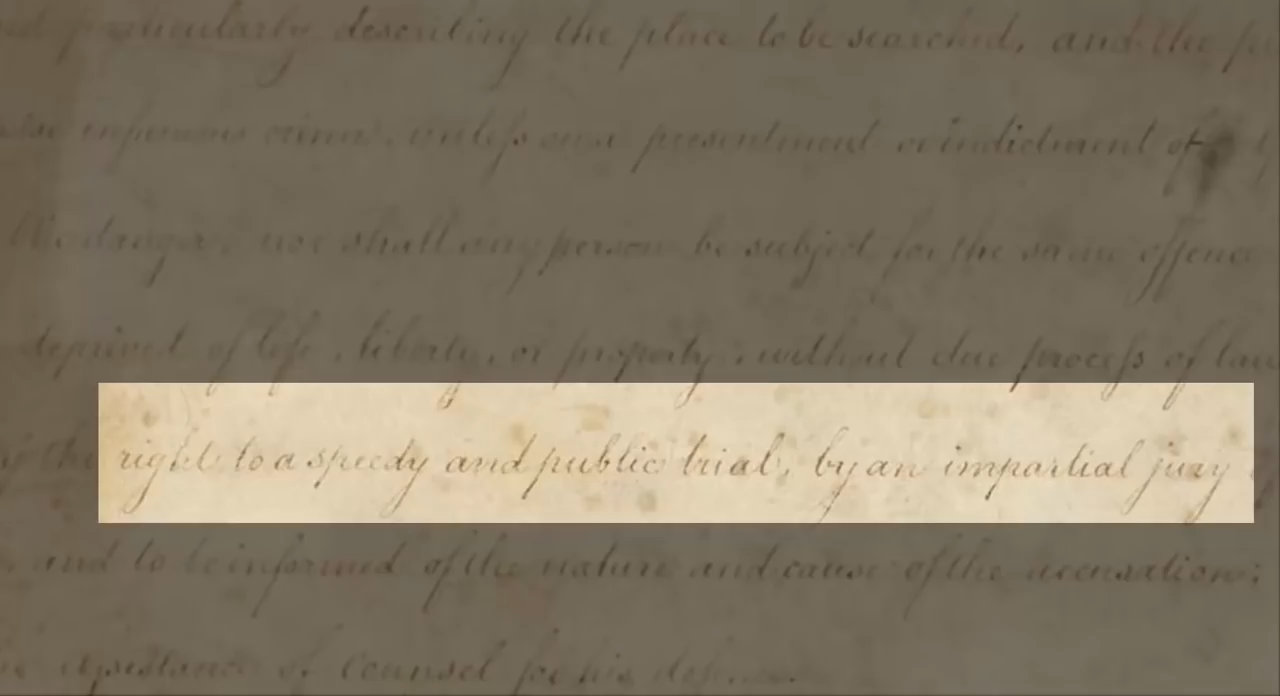 particularly describing the place to be searched, and the
infamous crime, unless on a presentment or indictment of
danger; nor shall any person be subject for the same offence
deprived of life, liberty, or property, without due process of law
the right to a speedy and public trial, by an impartial jury
, and to be informed of the nature and cause of the accusation;
assistance of counsel for his defence.